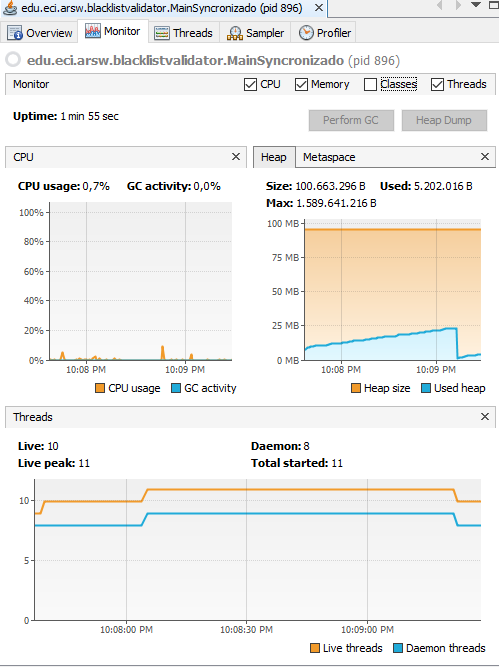 edu.eci.arsw.blacklistvalidator.MainSyncronizado (pid 896)
Overview Monitor Threads Sampler Profiler
edu.eci.arsw.blacklistvalidator.MainSyncronizado (pid 896)
Monitor CPU Memory Classes Threads
Uptime: 1 min 55 sec
Perform GC Heap Dump
CPU
CPU usage: 0,7% GC activity: 0,0%
100%
80%
60%
40%
20%
0%
10:08 PM 10:09 PM
CPU usage GC activity
Heap Metaspace
Size: 100.663.296 B Used: 5.202.016 B
Max: 1.589.641.216 B
100 MB
75 MB
50 MB
25 MB
0 MB
10:08 PM 10:09 PM
Heap size Used heap
Threads
Live: 10 Daemon: 8
Live peak: 11 Total started: 11
10
5
0
10:08:00 PM 10:08:30 PM 10:09:00 PM
Live threads Daemon threads